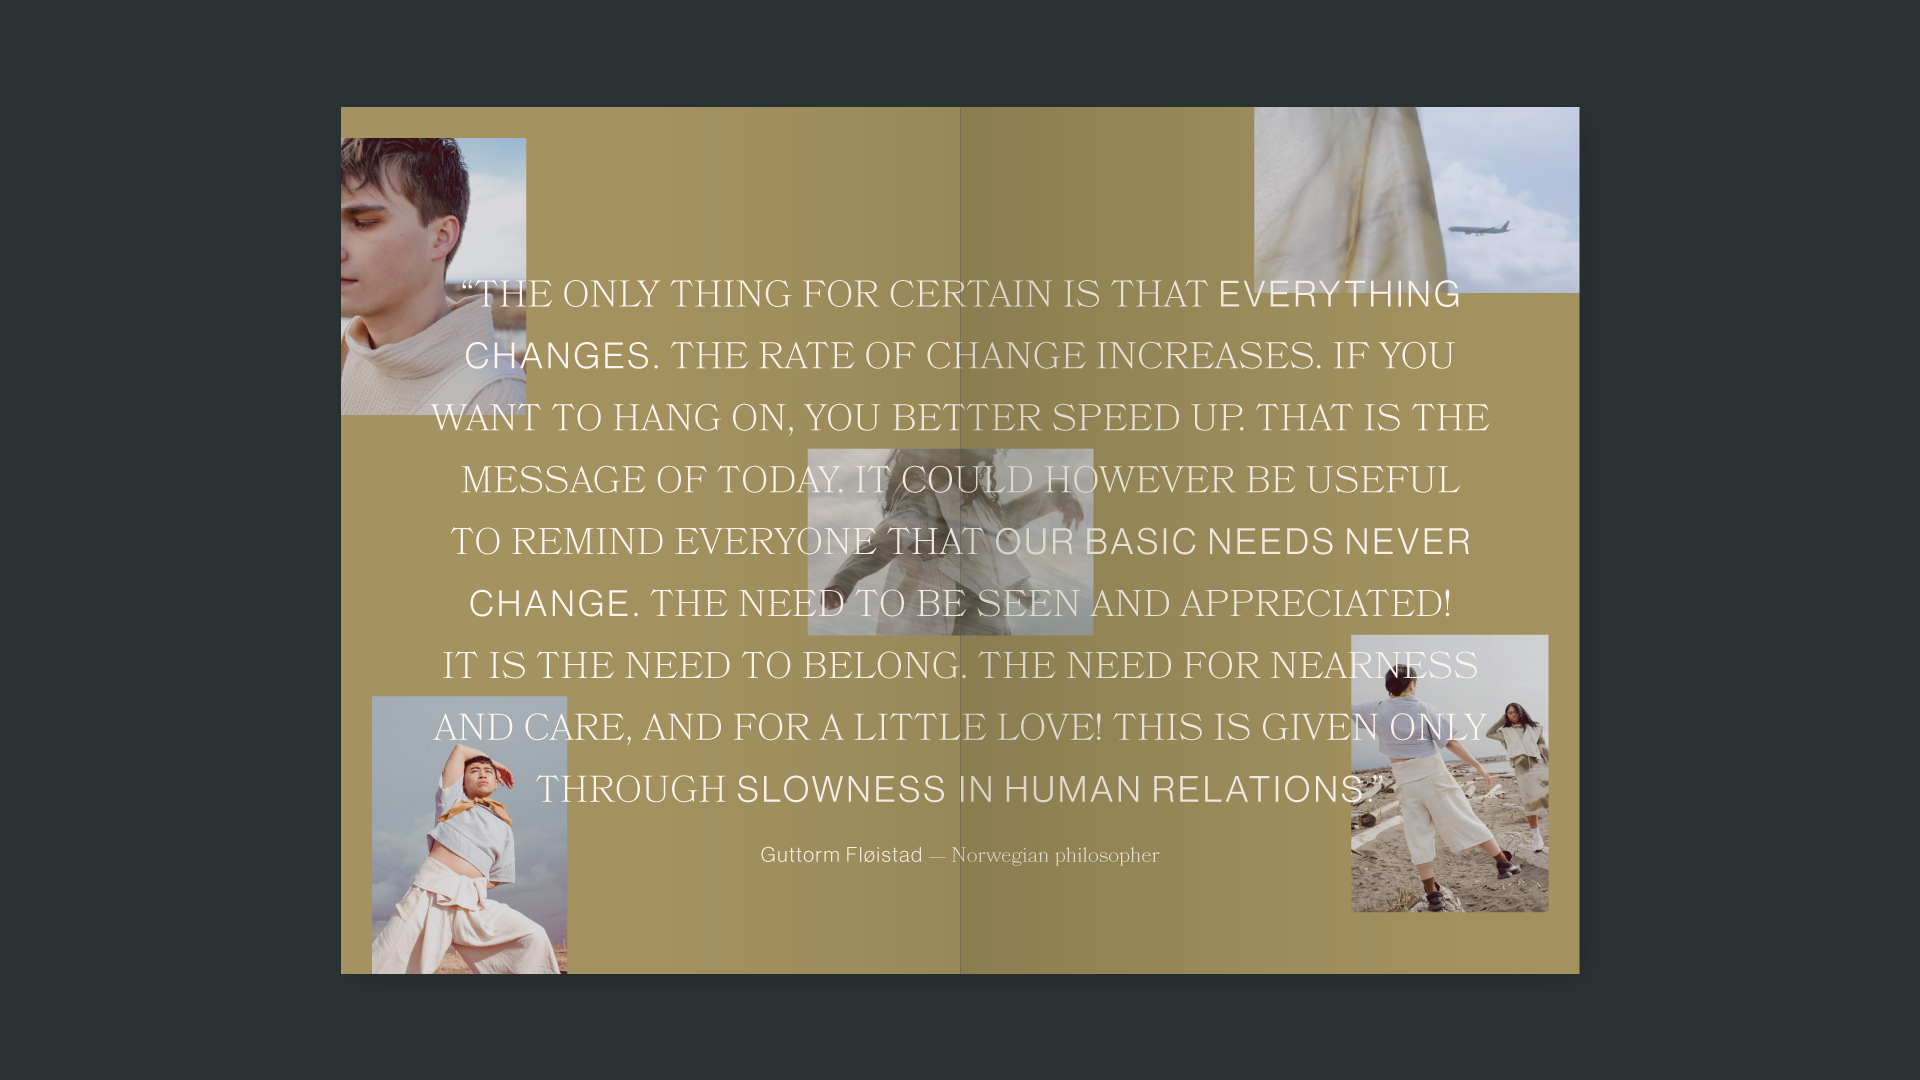 “THE ONLY THING FOR CERTAIN IS THAT EVERYTHING
CHANGES. THE RATE OF CHANGE INCREASES. IF YOU
WANT TO HANG ON, YOU BETTER SPEED UP. THAT IS THE
MESSAGE OF TODAY. IT COULD HOWEVER BE USEFUL
TO REMIND EVERYONE THAT OUR BASIC NEEDS NEVER
CHANGE. THE NEED TO BE SEEN AND APPRECIATED!
IT IS THE NEED TO BELONG. THE NEED FOR NEARNESS
AND CARE, AND FOR A LITTLE LOVE! THIS IS GIVEN ONLY
THROUGH SLOWNESS IN HUMAN RELATIONS.”
Guttorm Fløistad — Norwegian philosopher